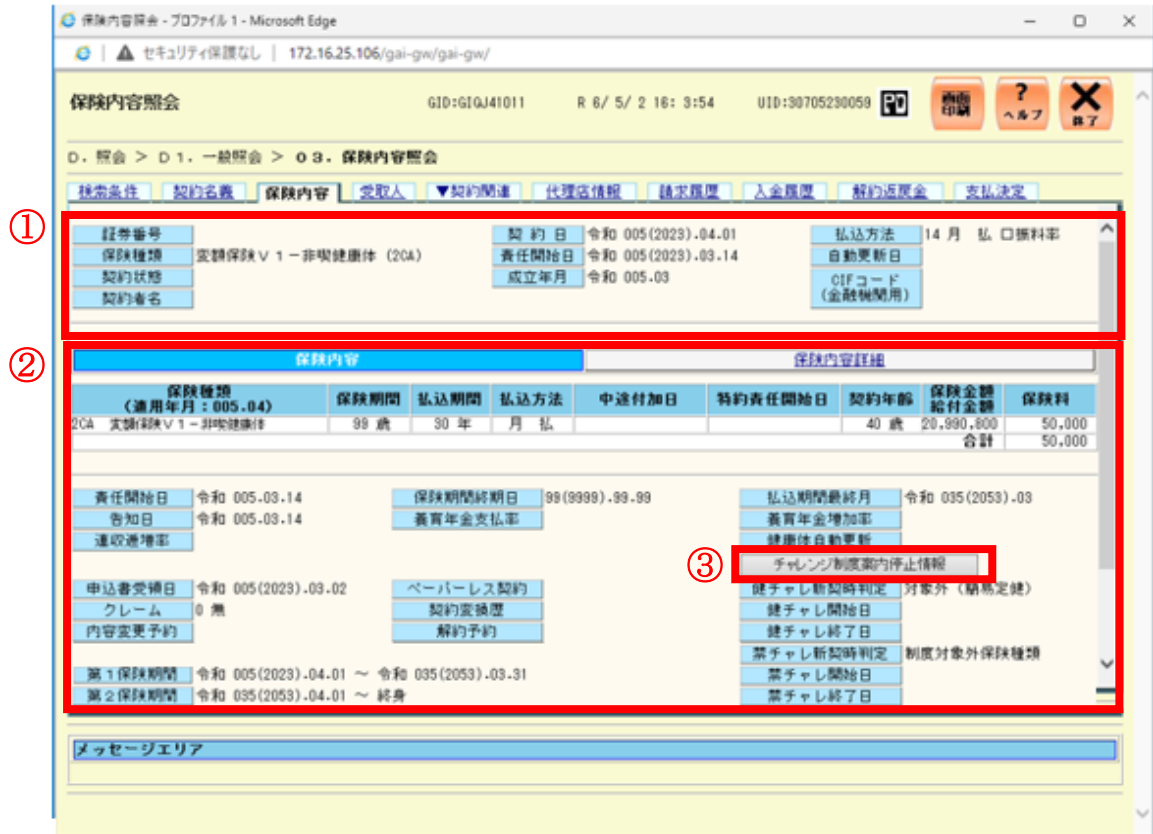 保険内容照会 - プロファイル 1 - Microsoft Edge
セキュリティ保護なし | 172.16.25.106/gai-gw/gai-gw/
保険内容照会 GID:GIQJ41011 R 6/ 5/ 2 16: 3:54 UID:30705230059 画面印刷 ? ヘルプ 終了
D. 照会 > D1. 一般照会 > 03. 保険内容照会
検索条件 契約名義 保険内容 受取人 ▼契約関連 代理店情報 請求履歴 入金履歴 解約返戻金 支払決定
①
証券番号 契約日 令和 005(2023).04.01 払込方法 14 月 払 口振料率
保険種類 変額保険V1-非喫健康体 (2CA) 責任開始日 令和 005(2023).03.14 自動更新日
契約状態 成立年月 令和 005.03 CIFコード
契約者名 (金融機関用)
②
保険内容 保険内容詳細
保険種類 保険期間 払込期間 払込方法 中途付加日 特約責任開始日 契約年齢 保険金額 保険料
(適用年月:005.04) 給付金額
2CA 変額保険V1-非喫健康体 99 歳 30 年 月 払 40 歳 20,990,800 50,000
合計 50,000
責任開始日 令和 005.03.14 保険期間終期日 99(9999).99.99 払込期間最終月 令和 035(2053).03
告知日 令和 005.03.14 養育年金支払率 養育年金増加率
逓収逓増率 健康体自動更新
③ チャレンジ制度案内停止情報
申込書受領日 令和 005(2023).03.02 ペーパーレス契約 健チャレ新契時判定 対象外(簡易定健)
クレーム 0 無 契約変換歴 健チャレ開始日
内容変更予約 解約予約 健チャレ終了日
禁チャレ新契時判定 制度対象外保険種類
第1保険期間 令和 005(2023).04.01 ~ 令和 035(2053).03.31 禁チャレ開始日
第2保険期間 令和 035(2053).04.01 ~ 終身 禁チャレ終了日
メッセージエリア